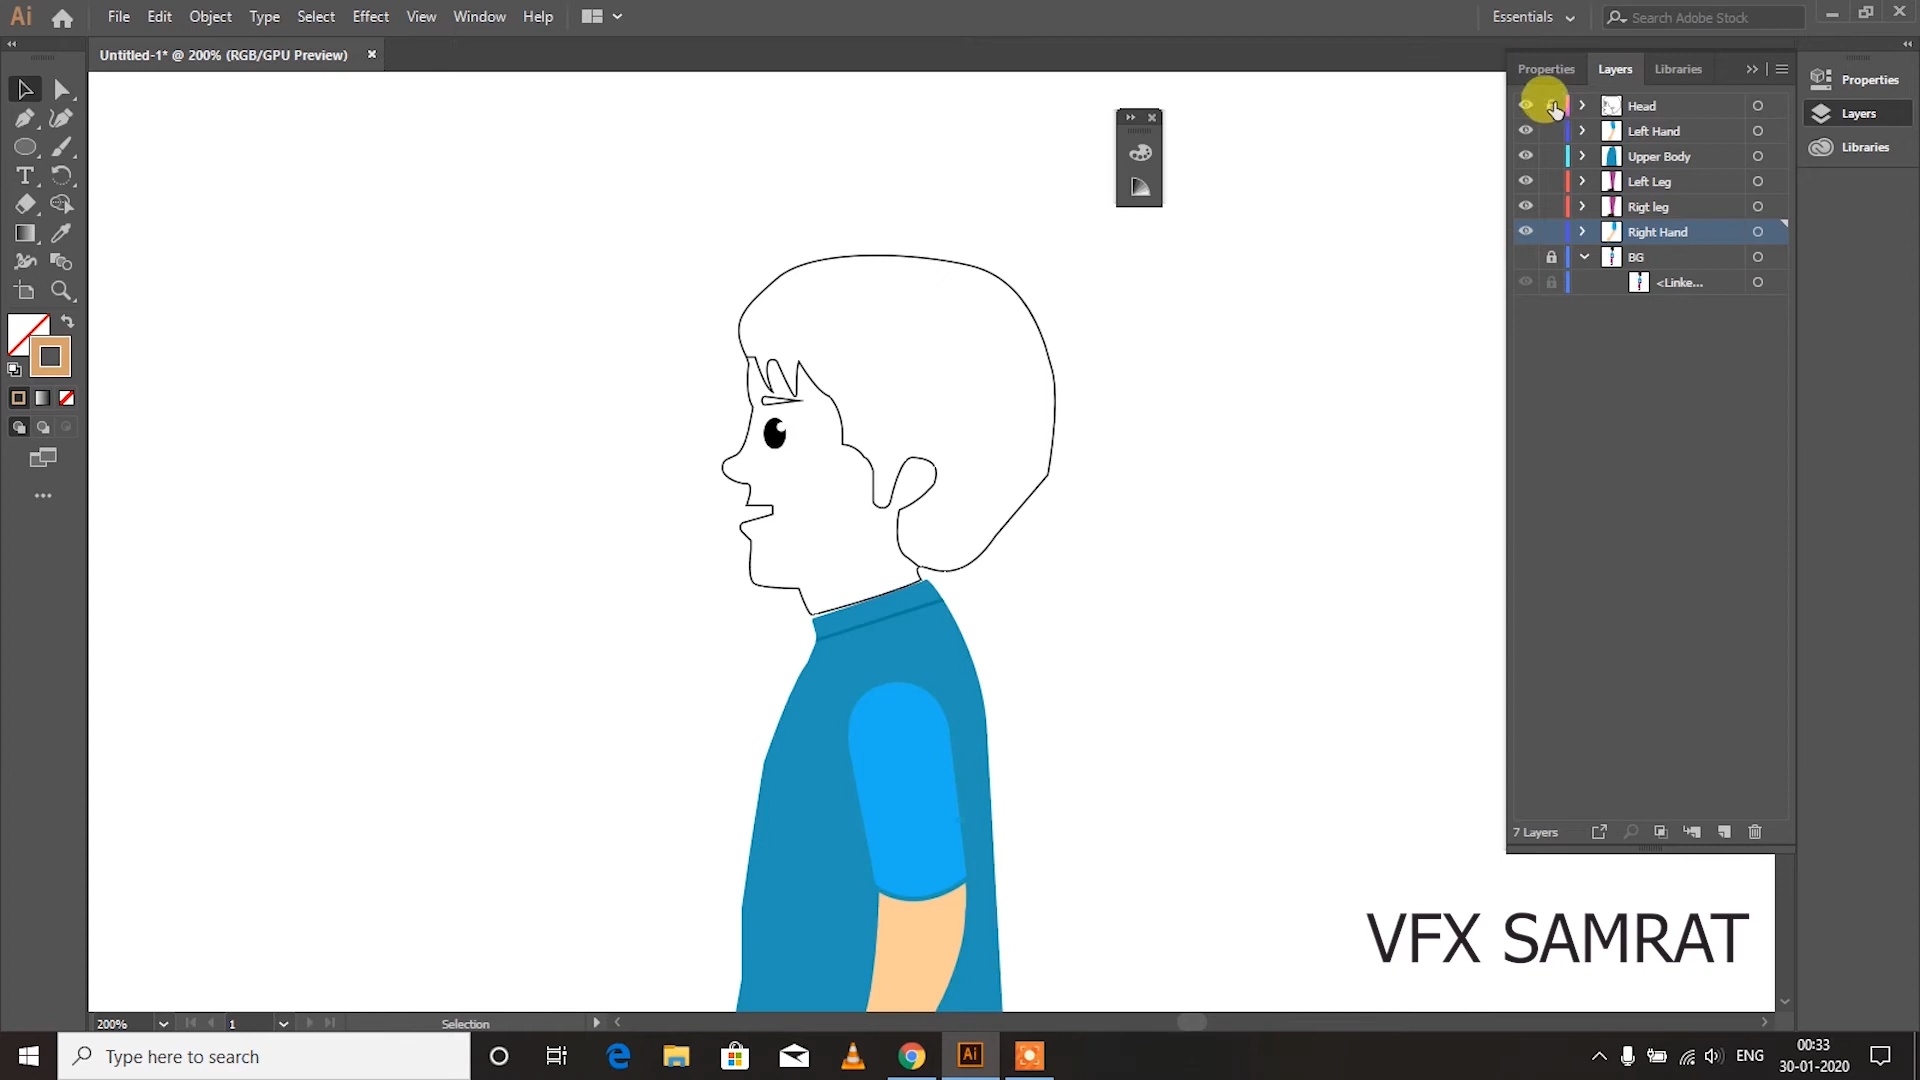 Ai File Edit Object Type Select Effect View Window Help Essentials Search Adobe Stock
Untitled-1* @ 200% (RGB/GPU Preview)
Properties Layers Libraries
Head
Left Hand
Upper Body
Left Leg
Rigt leg
Right Hand
BG
<Linke...
7 Layers
Properties
Layers
Libraries
VFX SAMRAT
200% 1 Selection
Type here to search
Ai
ENG
00:33
30-01-2020